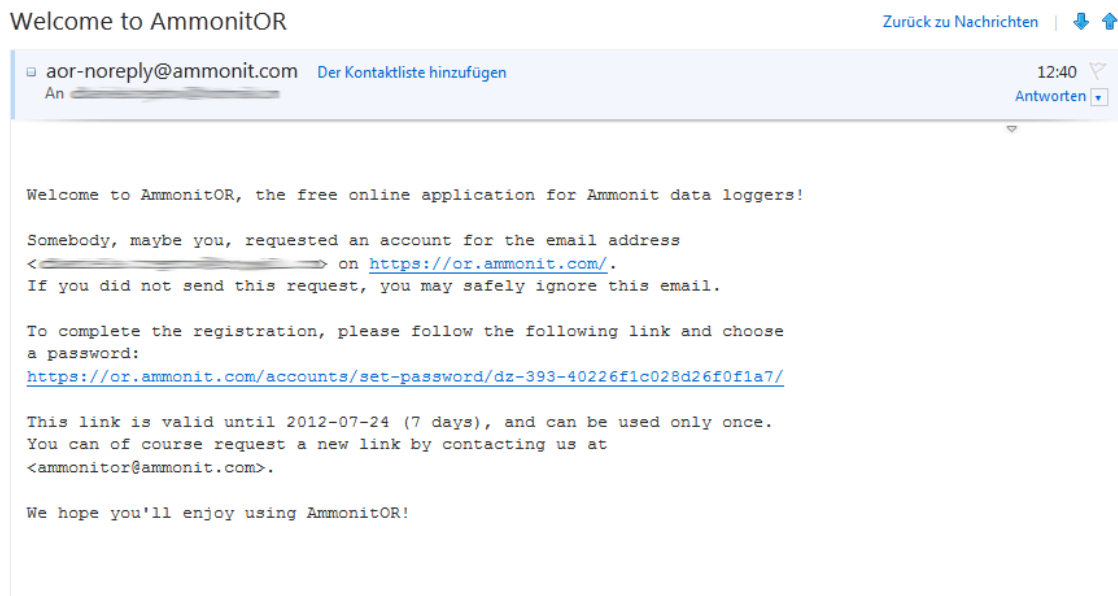 Welcome to AmmonitOR
Zurück zu Nachrichten
aor-noreply@ammonit.com Der Kontaktliste hinzufügen 12:40
An
Antworten
Welcome to AmmonitOR, the free online application for Ammonit data loggers!
Somebody, maybe you, requested an account for the email address
< > on https://or.ammonit.com/.
If you did not send this request, you may safely ignore this email.
To complete the registration, please follow the following link and choose
a password:
https://or.ammonit.com/accounts/set-password/dz-393-40226f1c028d26f0f1a7/
This link is valid until 2012-07-24 (7 days), and can be used only once.
You can of course request a new link by contacting us at
<ammonitor@ammonit.com>.
We hope you'll enjoy using AmmonitOR!